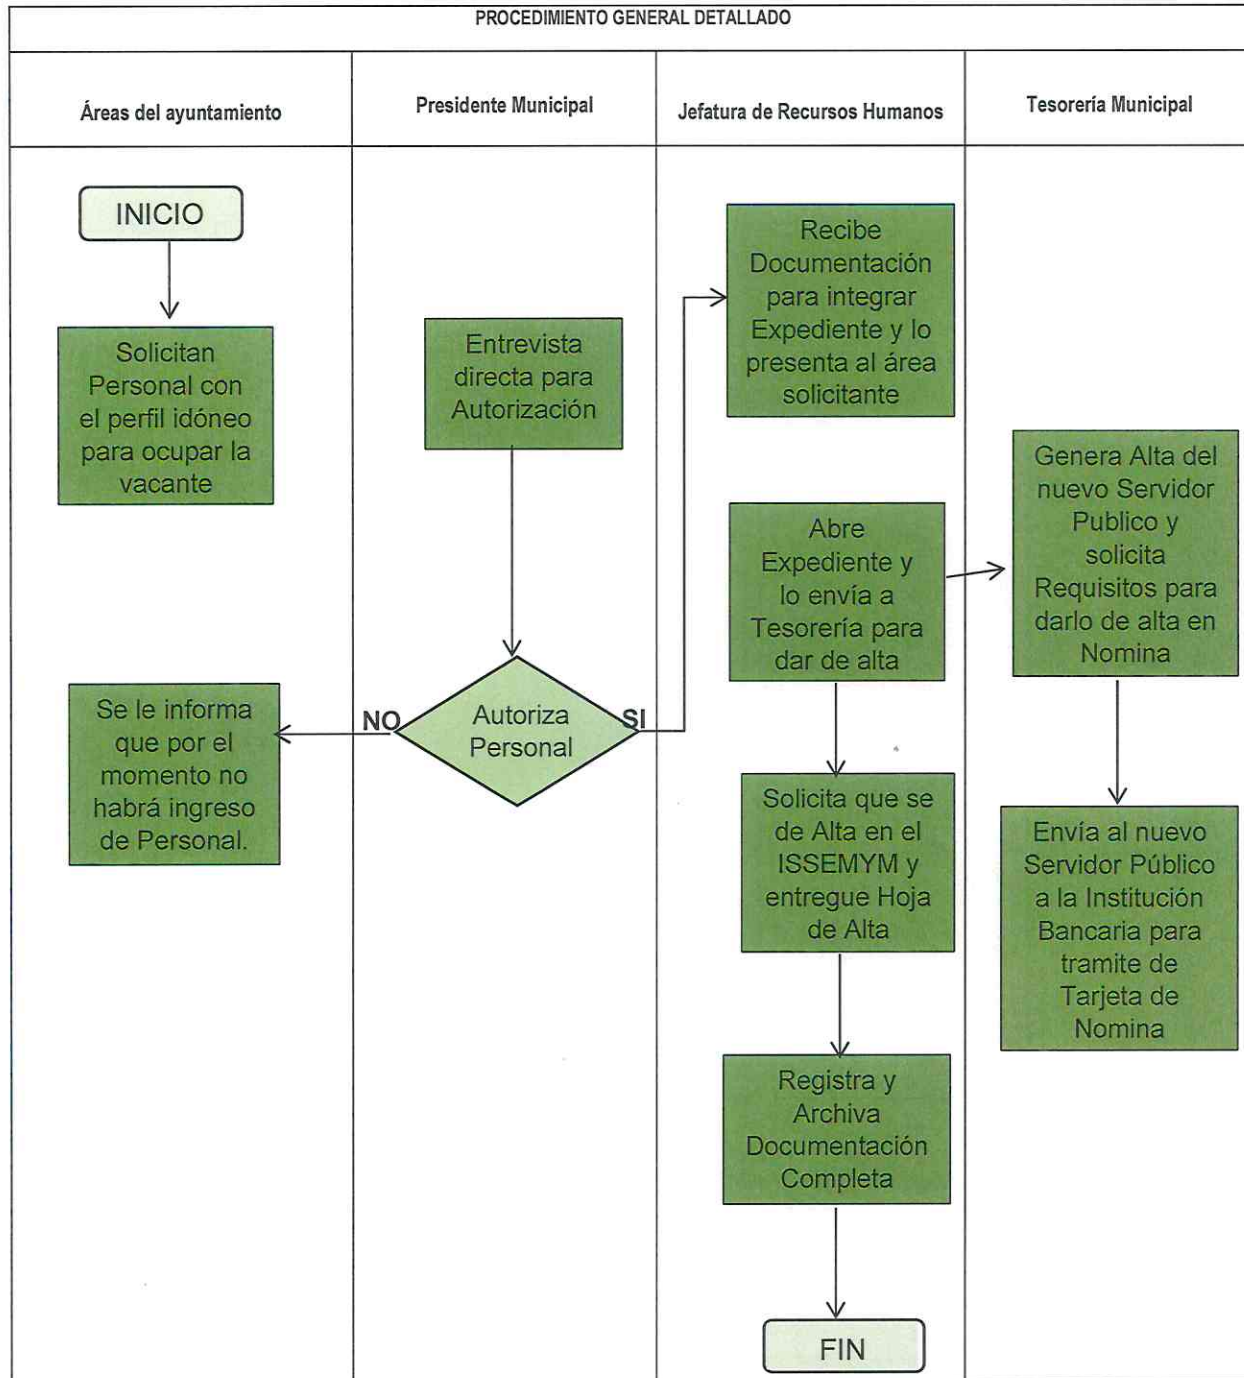 PROCEDIMIENTO GENERAL DETALLADO
Áreas del ayuntamiento
Presidente Municipal
Jefatura de Recursos Humanos
Tesorería Municipal
INICIO
Solicitan
Personal con
el perfil idóneo
para ocupar la
vacante
Entrevista
directa para
Autorización
Recibe
Documentación
para integrar
Expediente y lo
presenta al área
solicitante
Abre
Expediente y
lo envía a
Tesorería para
dar de alta
Genera Alta del
nuevo Servidor
Publico y
solicita
Requisitos para
darlo de alta en
Nomina
Se le informa
que por el
momento no
habrá ingreso
de Personal.
NO
Autoriza
Personal
SI
Solicita que se
de Alta en el
ISSEMYM y
entregue Hoja
de Alta
Envía al nuevo
Servidor Público
a la Institución
Bancaria para
tramite de
Tarjeta de
Nomina
Registra y
Archiva
Documentación
Completa
FIN